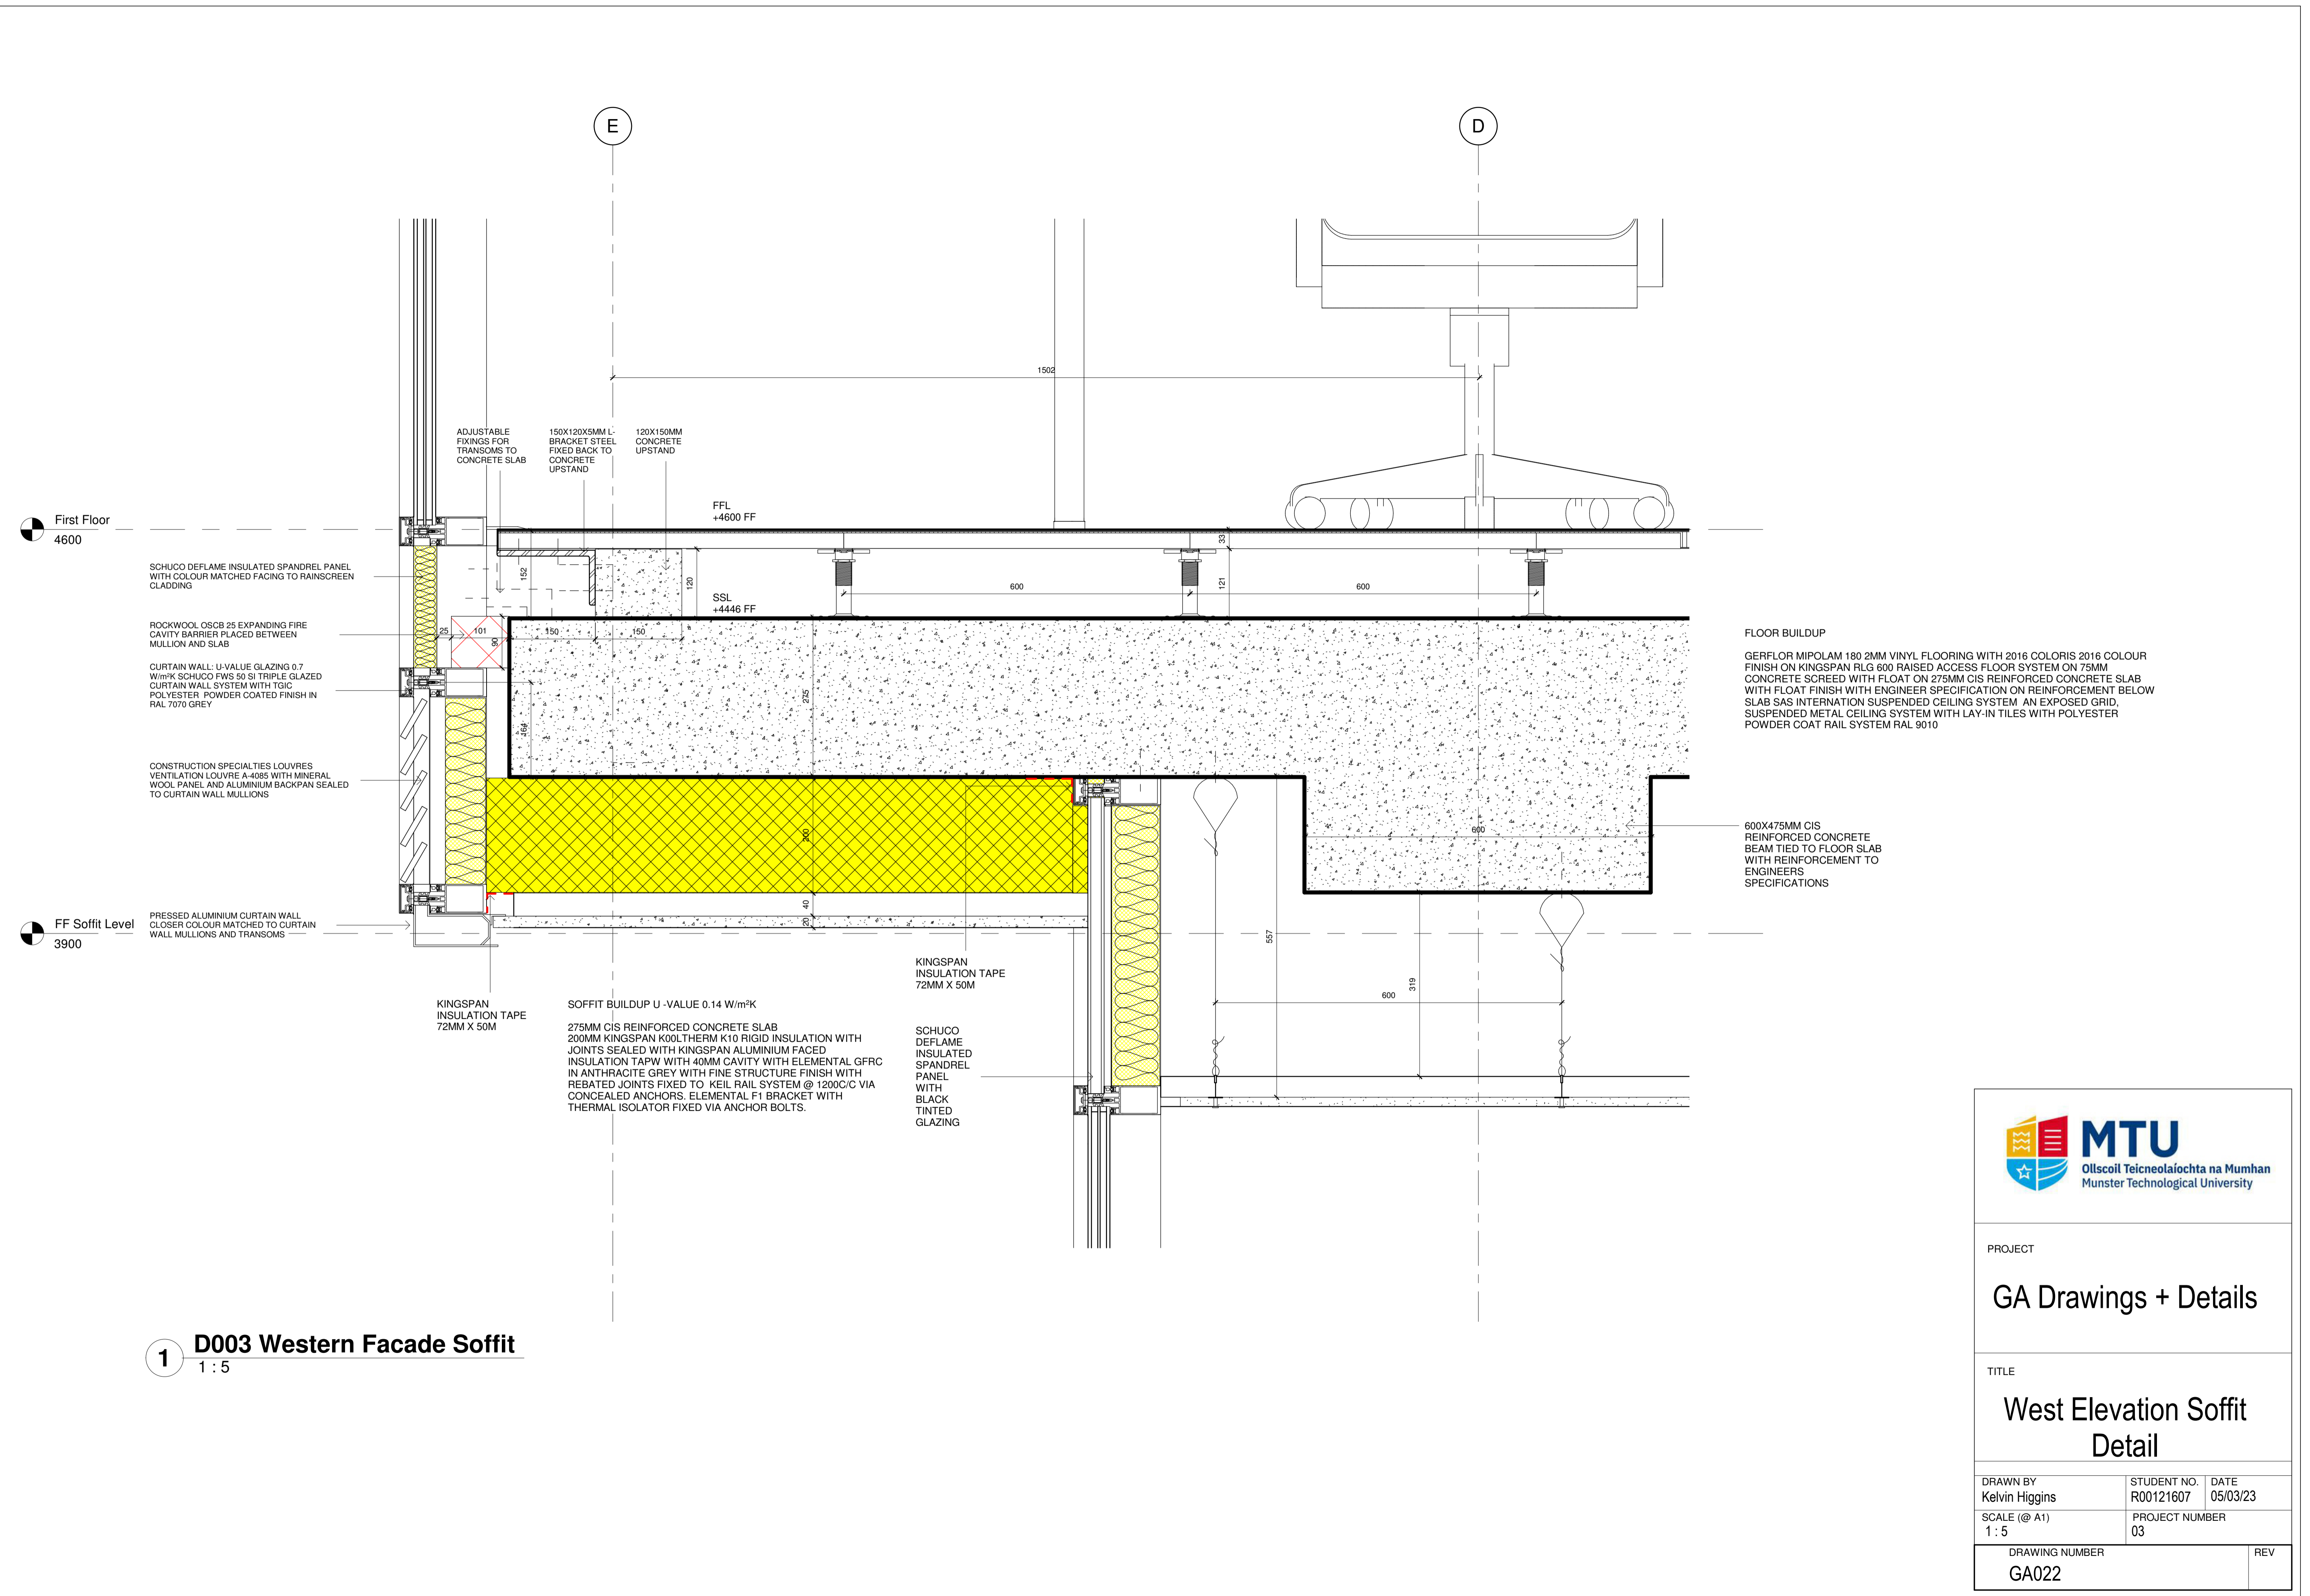 E
D
1502
ADJUSTABLE
FIXINGS FOR
TRANSOMS TO
CONCRETE SLAB
150X120X5MM L-
BRACKET STEEL
FIXED BACK TO
CONCRETE
UPSTAND
120X150MM
CONCRETE
UPSTAND
FFL
+4600 FF
First Floor
4600
33
SCHUCO DEFLAME INSULATED SPANDREL PANEL
WITH COLOUR MATCHED FACING TO RAINSCREEN
CLADDING
152
120
600
121
600
SSL
+4446 FF
ROCKWOOL OSCB 25 EXPANDING FIRE
CAVITY BARRIER PLACED BETWEEN
MULLION AND SLAB
25
101
90
150
150
CURTAIN WALL: U-VALUE GLAZING 0.7
W/m²K SCHUCO FWS 50 SI TRIPLE GLAZED
CURTAIN WALL SYSTEM WITH TGIC
POLYESTER POWDER COATED FINISH IN
RAL 7070 GREY
164
275
FLOOR BUILDUP
GERFLOR MIPOLAM 180 2MM VINYL FLOORING WITH 2016 COLORIS 2016 COLOUR
FINISH ON KINGSPAN RLG 600 RAISED ACCESS FLOOR SYSTEM ON 75MM
CONCRETE SCREED WITH FLOAT ON 275MM CIS REINFORCED CONCRETE SLAB
WITH FLOAT FINISH WITH ENGINEER SPECIFICATION ON REINFORCEMENT BELOW
SLAB SAS INTERNATION SUSPENDED CEILING SYSTEM AN EXPOSED GRID,
SUSPENDED METAL CEILING SYSTEM WITH LAY-IN TILES WITH POLYESTER
POWDER COAT RAIL SYSTEM RAL 9010
CONSTRUCTION SPECIALTIES LOUVRES
VENTILATION LOUVRE A-4085 WITH MINERAL
WOOL PANEL AND ALUMINIUM BACKPAN SEALED
TO CURTAIN WALL MULLIONS
200
600
600X475MM CIS
REINFORCED CONCRETE
BEAM TIED TO FLOOR SLAB
WITH REINFORCEMENT TO
ENGINEERS
SPECIFICATIONS
40
20
FF Soffit Level
3900
PRESSED ALUMINIUM CURTAIN WALL
CLOSER COLOUR MATCHED TO CURTAIN
WALL MULLIONS AND TRANSOMS
557
319
600
KINGSPAN
INSULATION TAPE
72MM X 50M
KINGSPAN
INSULATION TAPE
72MM X 50M
SOFFIT BUILDUP U -VALUE 0.14 W/m²K
275MM CIS REINFORCED CONCRETE SLAB
200MM KINGSPAN K00LTHERM K10 RIGID INSULATION WITH
JOINTS SEALED WITH KINGSPAN ALUMINIUM FACED
INSULATION TAPW WITH 40MM CAVITY WITH ELEMENTAL GFRC
IN ANTHRACITE GREY WITH FINE STRUCTURE FINISH WITH
REBATED JOINTS FIXED TO KEIL RAIL SYSTEM @ 1200C/C VIA
CONCEALED ANCHORS. ELEMENTAL F1 BRACKET WITH
THERMAL ISOLATOR FIXED VIA ANCHOR BOLTS.
SCHUCO
DEFLAME
INSULATED
SPANDREL
PANEL
WITH
BLACK
TINTED
GLAZING
1
D003 Western Facade Soffit
1 : 5
MTU
Ollscoil Teicneolaíochta na Mumhan
Munster Technological University
PROJECT
GA Drawings + Details
TITLE
West Elevation Soffit
Detail
DRAWN BY
Kelvin Higgins
STUDENT NO.
R00121607
DATE
05/03/23
SCALE (@ A1)
1 : 5
PROJECT NUMBER
03
DRAWING NUMBER
GA022
REV